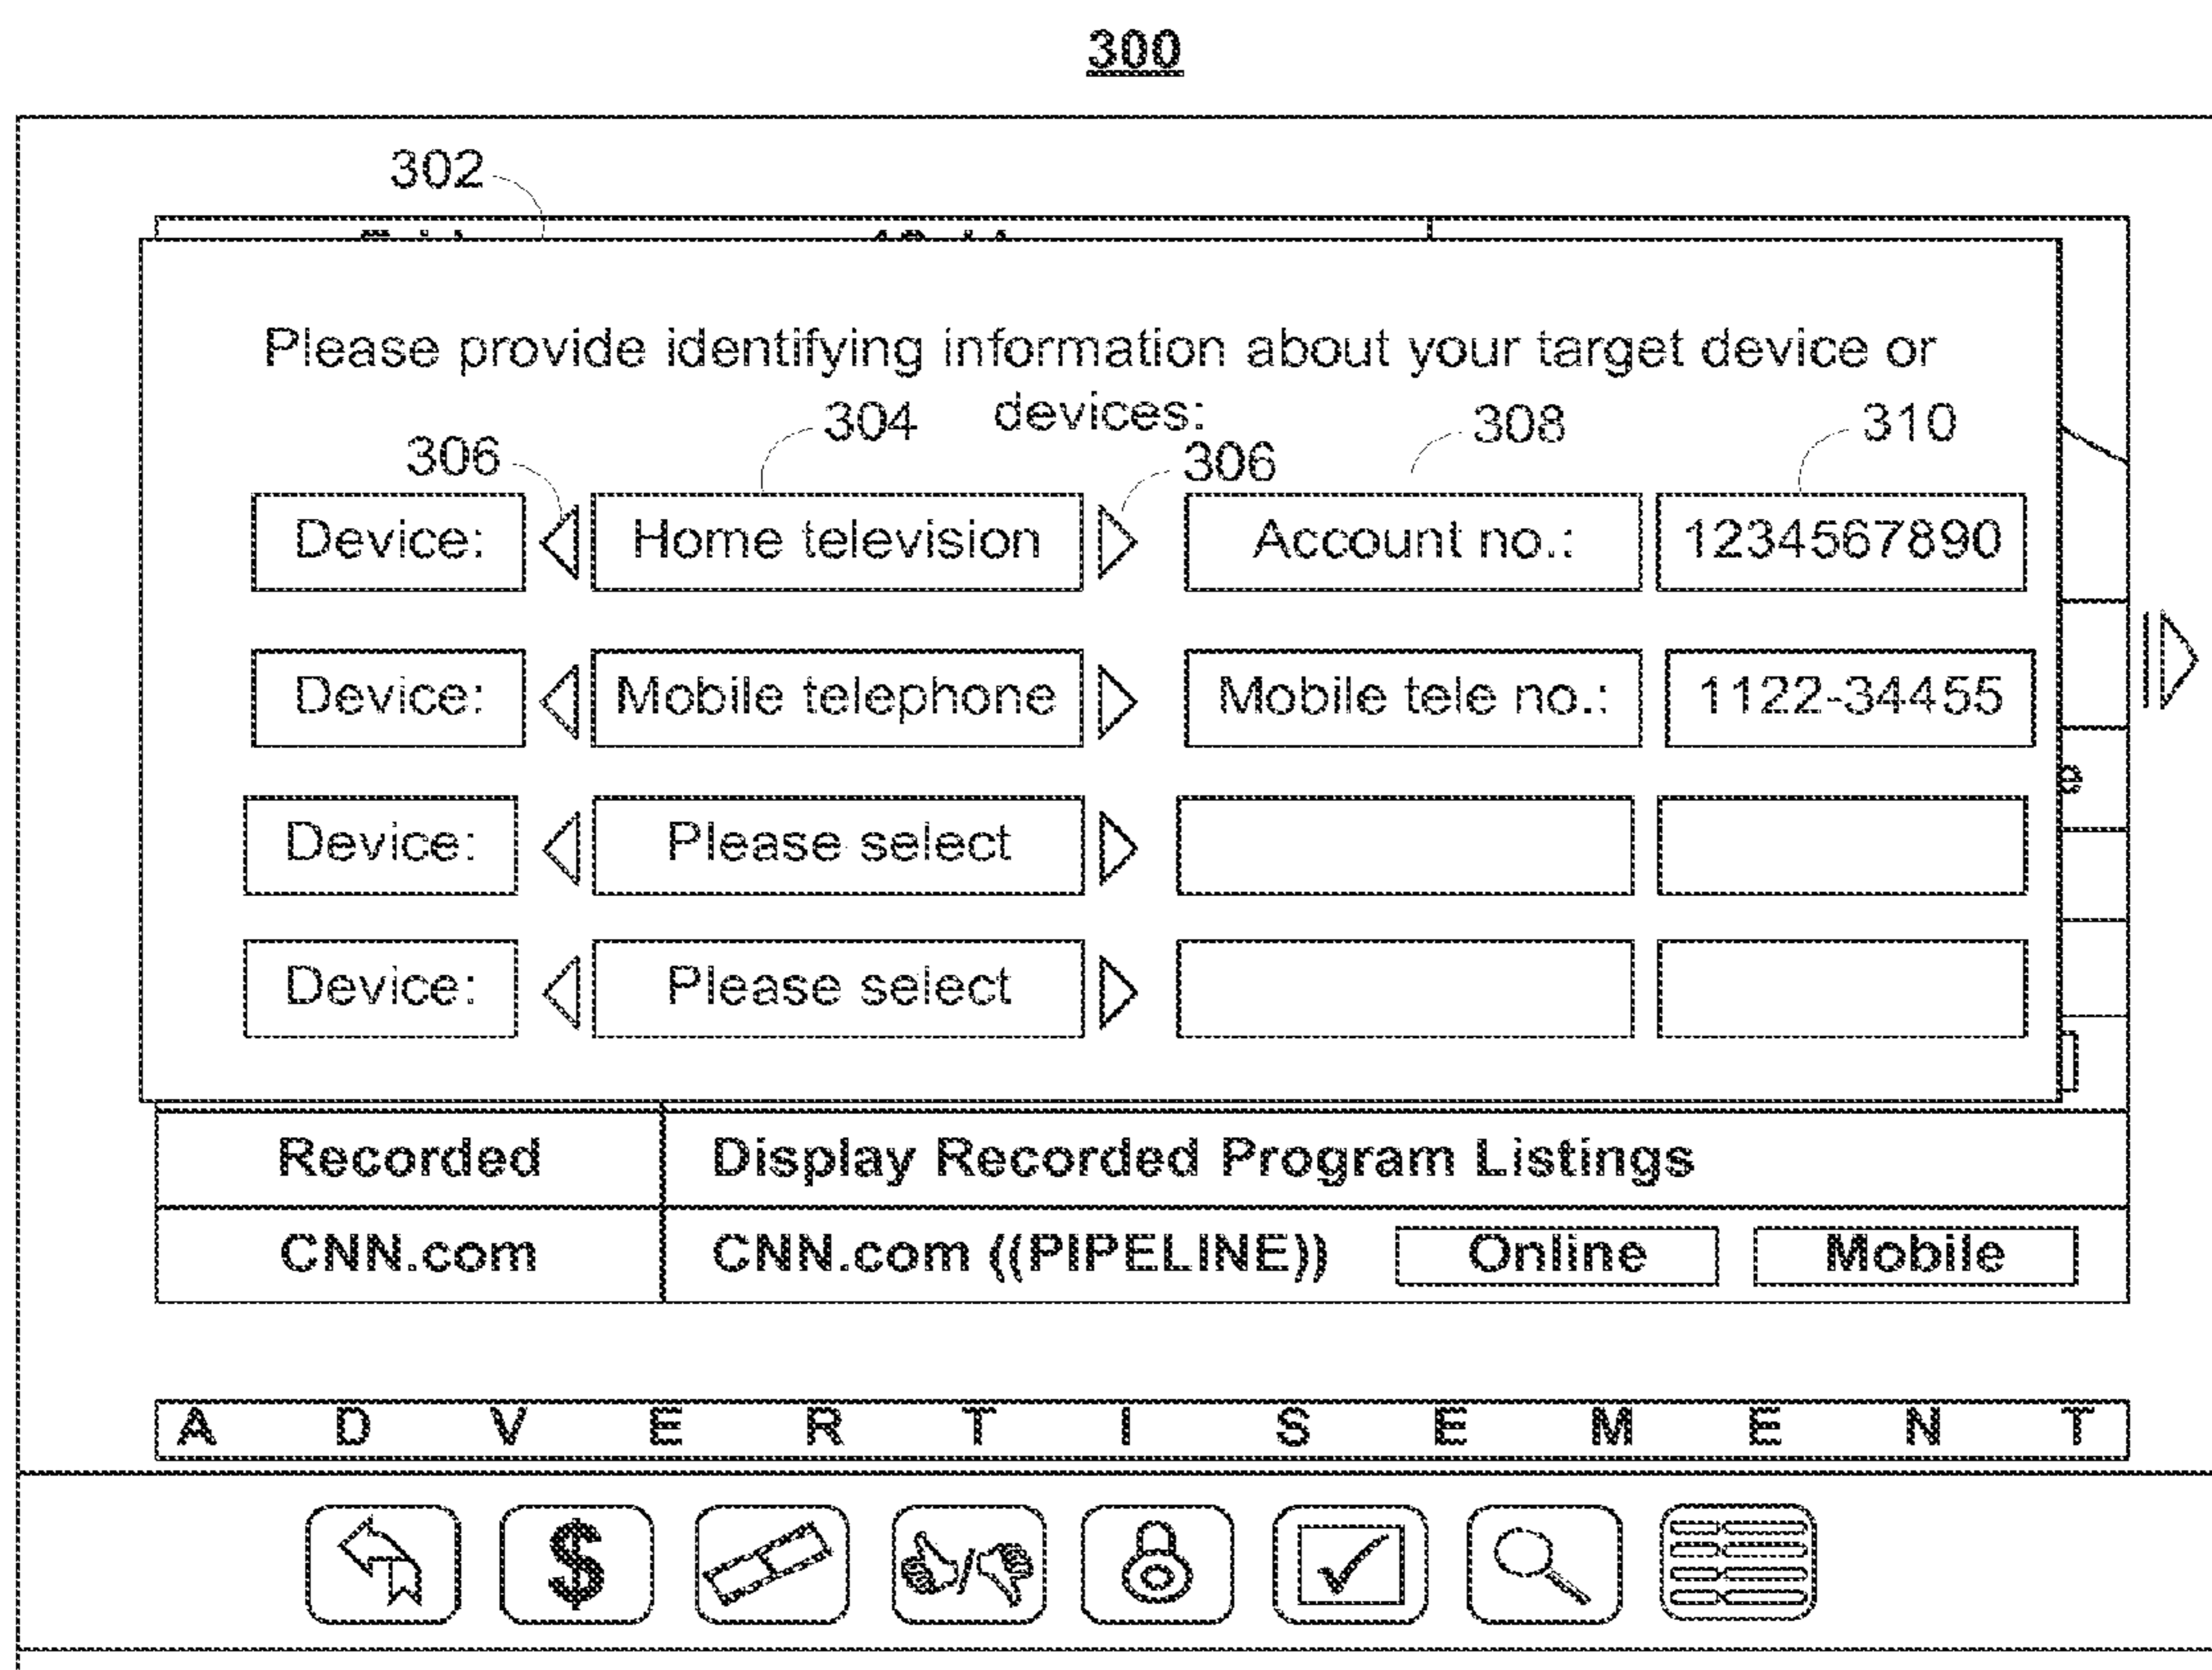 300
302
Please provide identifying information about your target device or
devices:
304
308
310
306
306
Device:
Home television
Account no.:
1234567890
Device:
Mobile telephone
Mobile tele no.:
1122-34455
Device:
Please select
Device:
Please select
Recorded
Display Recorded Program Listings
CNN.com
CNN.com ((PIPELINE))
Online
Mobile
A D V E R T I S E M E N T
$